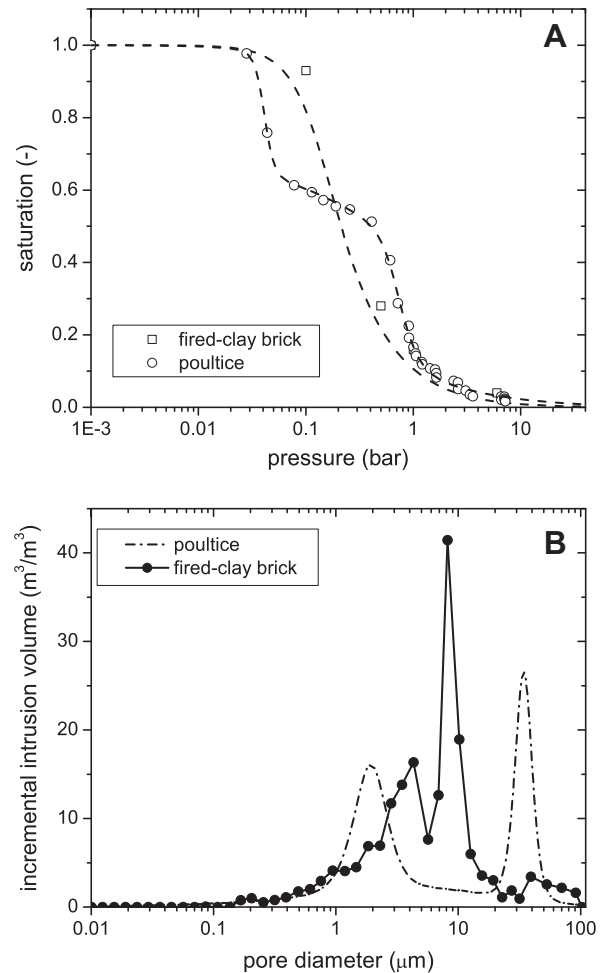 A
1.0
0.8
0.6
0.4
0.2
0.0
saturation (-)
fired-clay brick
poultice
1E-3 0.01 0.1 1 10
pressure (bar)
B
40
30
20
10
0
incremental intrusion volume (m³/m³)
poultice
fired-clay brick
0.01 0.1 1 10 100
pore diameter (μm)